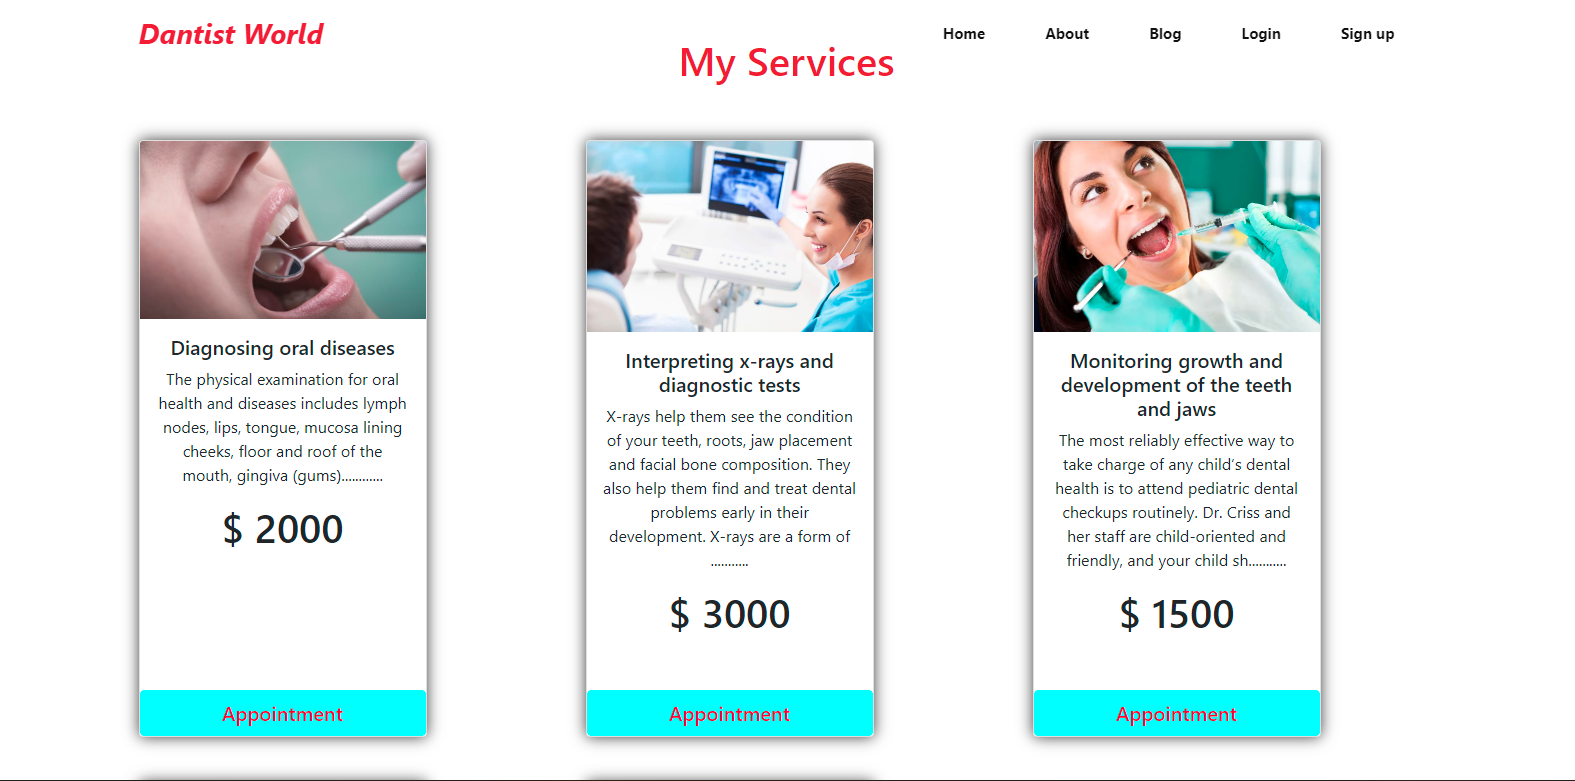 Dantist World
Home About Blog Login Sign up
My Services
Diagnosing oral diseases
The physical examination for oral
health and diseases includes lymph
nodes, lips, tongue, mucosa lining
cheeks, floor and roof of the
mouth, gingiva (gums)............
$ 2000
Appointment
Interpreting x-rays and
diagnostic tests
X-rays help them see the condition
of your teeth, roots, jaw placement
and facial bone composition. They
also help them find and treat dental
problems early in their
development. X-rays are a form of
...........
$ 3000
Appointment
Monitoring growth and
development of the teeth
and jaws
The most reliably effective way to
take charge of any child’s dental
health is to attend pediatric dental
checkups routinely. Dr. Criss and
her staff are child-oriented and
friendly, and your child sh...........
$ 1500
Appointment